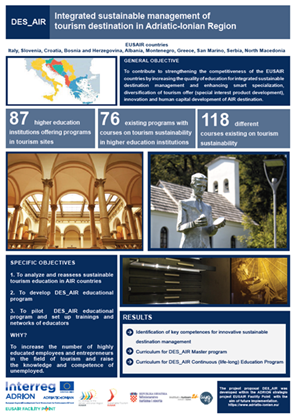 DES_AIR
Integrated sustainable management of
tourism destination in Adriatic-Ionian Region
EUSAIR countries
Italy, Slovenia, Croatia, Bosnia and Herzegovina, Albania, Montenegro, Greece, San Marino, Serbia, North Macedonia
GENERAL OBJECTIVE
To contribute to strengthening the competitiveness of the EUSAIR
countries by increasing the quality of education for integrated sustainable
destination management and enhancing smart specialization,
diversification of tourism offer (special interest product development),
innovation and human capital development of AIR destination.
87 higher education
institutions offering programs
in tourism sites
76 existing programs with
courses on tourism sustainability
in higher education institutions
118 different
courses existing on tourism
sustainability
SPECIFIC OBJECTIVES
1. To analyze and reassess sustainable
tourism education in AIR countries
2. To develop DES_AIR educational
program
3. To pilot DES_AIR educational
program and set up trainings and
networks of educators
WHY?
To increase the number of highly
educated employees and entrepreneurs
in the field of tourism and raise
the knowledge and competence of
unemployed.
RESULTS
Identification of key competences for innovative sustainable
destination management
Curriculum for DES_AIR Master program
Curriculum for DES_AIR Continuous (life-long) Education Program
Interreg
ADRION
EUSAIR FACILITY POINT
The project proposed DES_AIR was
developed within the ADRION strategic
project EUSAIR Facility Point with the
aim of future implementation.